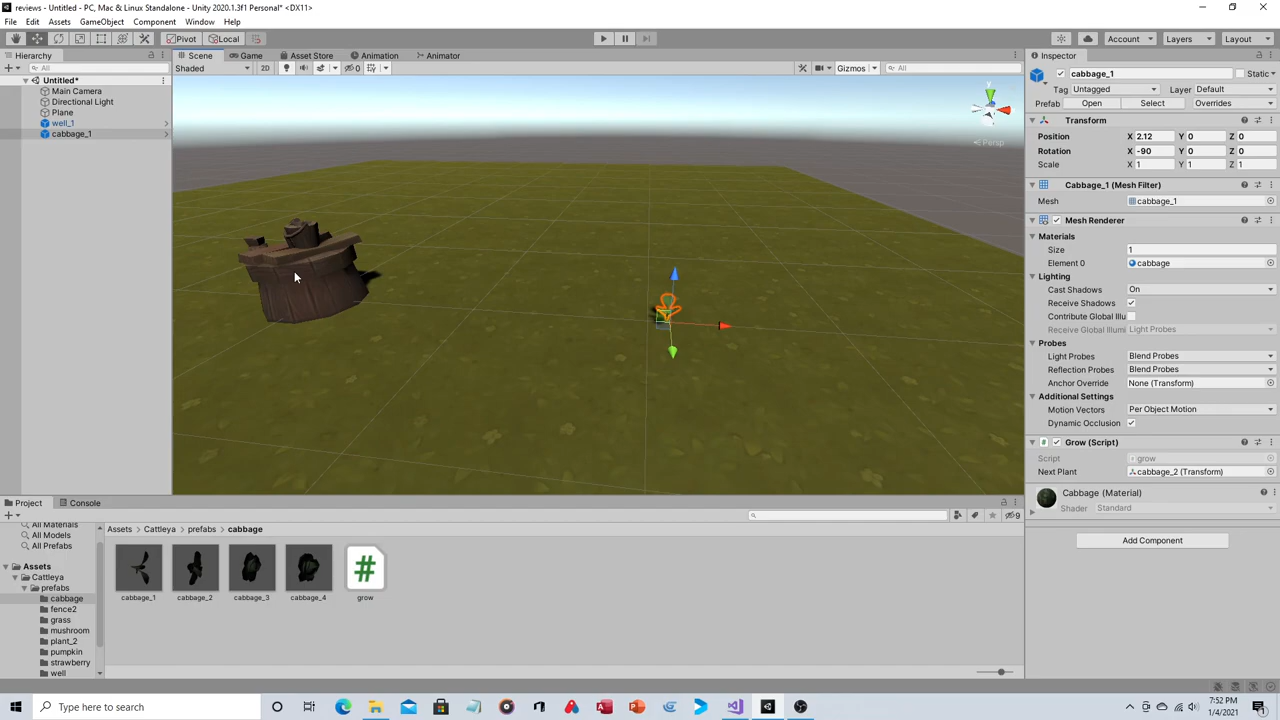 reviews - Untitled - PC, Mac & Linux Standalone - Unity 2020.1.3f1 Personal* <DX11>
File Edit Assets GameObject Component Window Help
Pivot Local Account Layers Layout
Hierarchy Scene Game Asset Store Animation Animator Inspector
All Shaded 2D 0 Gizmos All cabbage_1 Static
Untitled*
Main Camera
Directional Light
Plane
well_1
cabbage_1
y
Persp
Tag Untagged Layer Default
Prefab Open Select Overrides
Transform
Position X 2.12 Y 0 Z 0
Rotation X -90 Y 0 Z 0
Scale X 1 Y 1 Z 1
Cabbage_1 (Mesh Filter)
Mesh cabbage_1
Mesh Renderer
Materials
Size 1
Element 0 cabbage
Lighting
Cast Shadows On
Receive Shadows
Contribute Global Illu
Receive Global Illumi Light Probes
Probes
Light Probes Blend Probes
Reflection Probes Blend Probes
Anchor Override None (Transform)
Additional Settings
Motion Vectors Per Object Motion
Dynamic Occlusion
# Grow (Script)
Script grow
Next Plant cabbage_2 (Transform)
Cabbage (Material)
Shader Standard
Add Component
Project Console
9
All Materials
All Models
All Prefabs
Assets
Cattleya
prefabs
cabbage
fence2
grass
mushroom
plant_2
pumpkin
strawberry
well
Assets Cattleya prefabs cabbage
#
cabbage_1 cabbage_2 cabbage_3 cabbage_4 grow
Type here to search
7:52 PM
1/4/2021